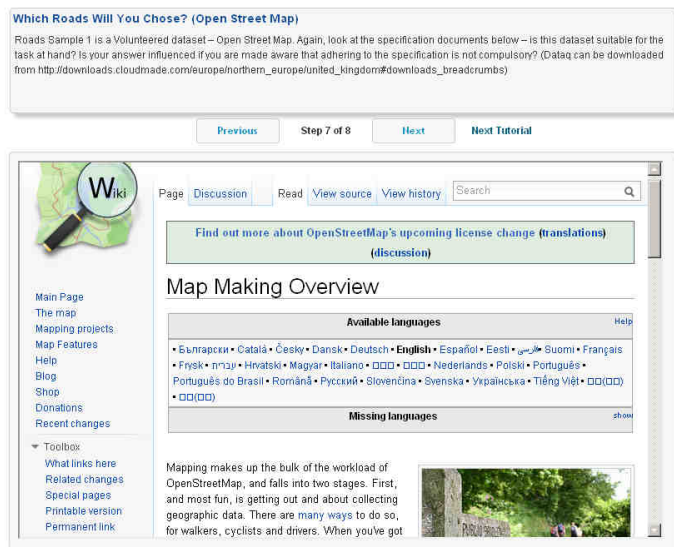 Which Roads Will You Chose? (Open Street Map)
Roads Sample 1 is a Volunteered dataset – Open Street Map. Again, look at the specification documents below – is this dataset suitable for the
task at hand? Is your answer influenced if you are made aware that adhering to the specification is not compulsory? (Dataq can be downloaded
from http://downloads.cloudmade.com/europe/northern_europe/united_kingdom#downloads_breadcrumbs)
Previous Step 7 of 8 Next Next Tutorial
Wiki
Page Discussion Read View source View history Search
Find out more about OpenStreetMap's upcoming license change (translations)
(discussion)
Map Making Overview
Main Page
The map
Mapping projects
Map Features
Help
Blog
Shop
Donations
Recent changes
Toolbox
What links here
Related changes
Special pages
Printable version
Permanent link
Available languages Help
• Български • Català • Česky • Dansk • Deutsch • English • Español • Eesti • فارسی • Suomi • Français
• Frysk • עברית • Hrvatski • Magyar • Italiano • □□□ • □□□ • Nederlands • Polski • Português •
Português do Brasil • Română • Русский • Slovenčina • Svenska • Українська • Tiếng Việt • □□(□□)
• □□(□□)
Missing languages show
Mapping makes up the bulk of the workload of
OpenStreetMap, and falls into two stages. First,
and most fun, is getting out and about collecting
geographic data. There are many ways to do so,
for walkers, cyclists and drivers. When you've got